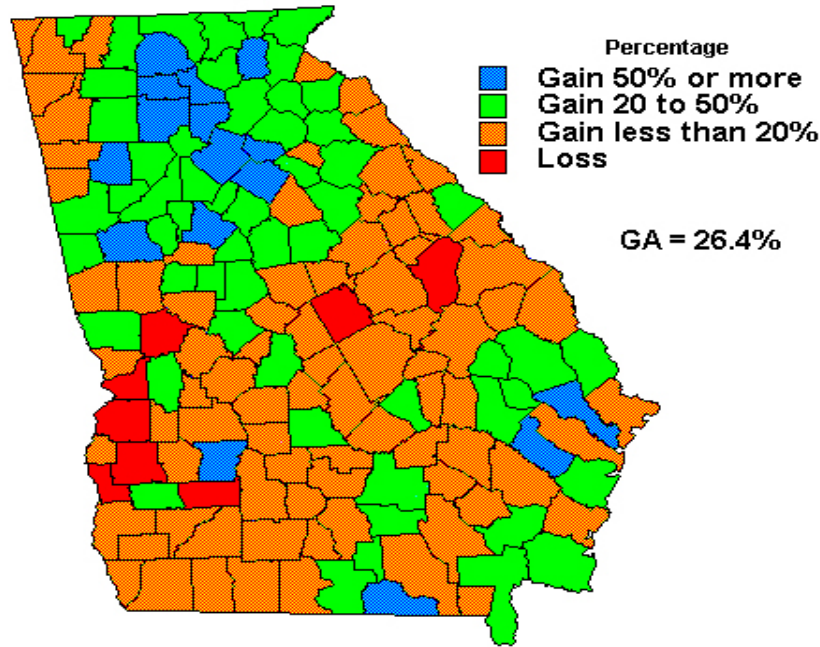 Percentage
Gain 50% or more
Gain 20 to 50%
Gain less than 20%
Loss
GA = 26.4%